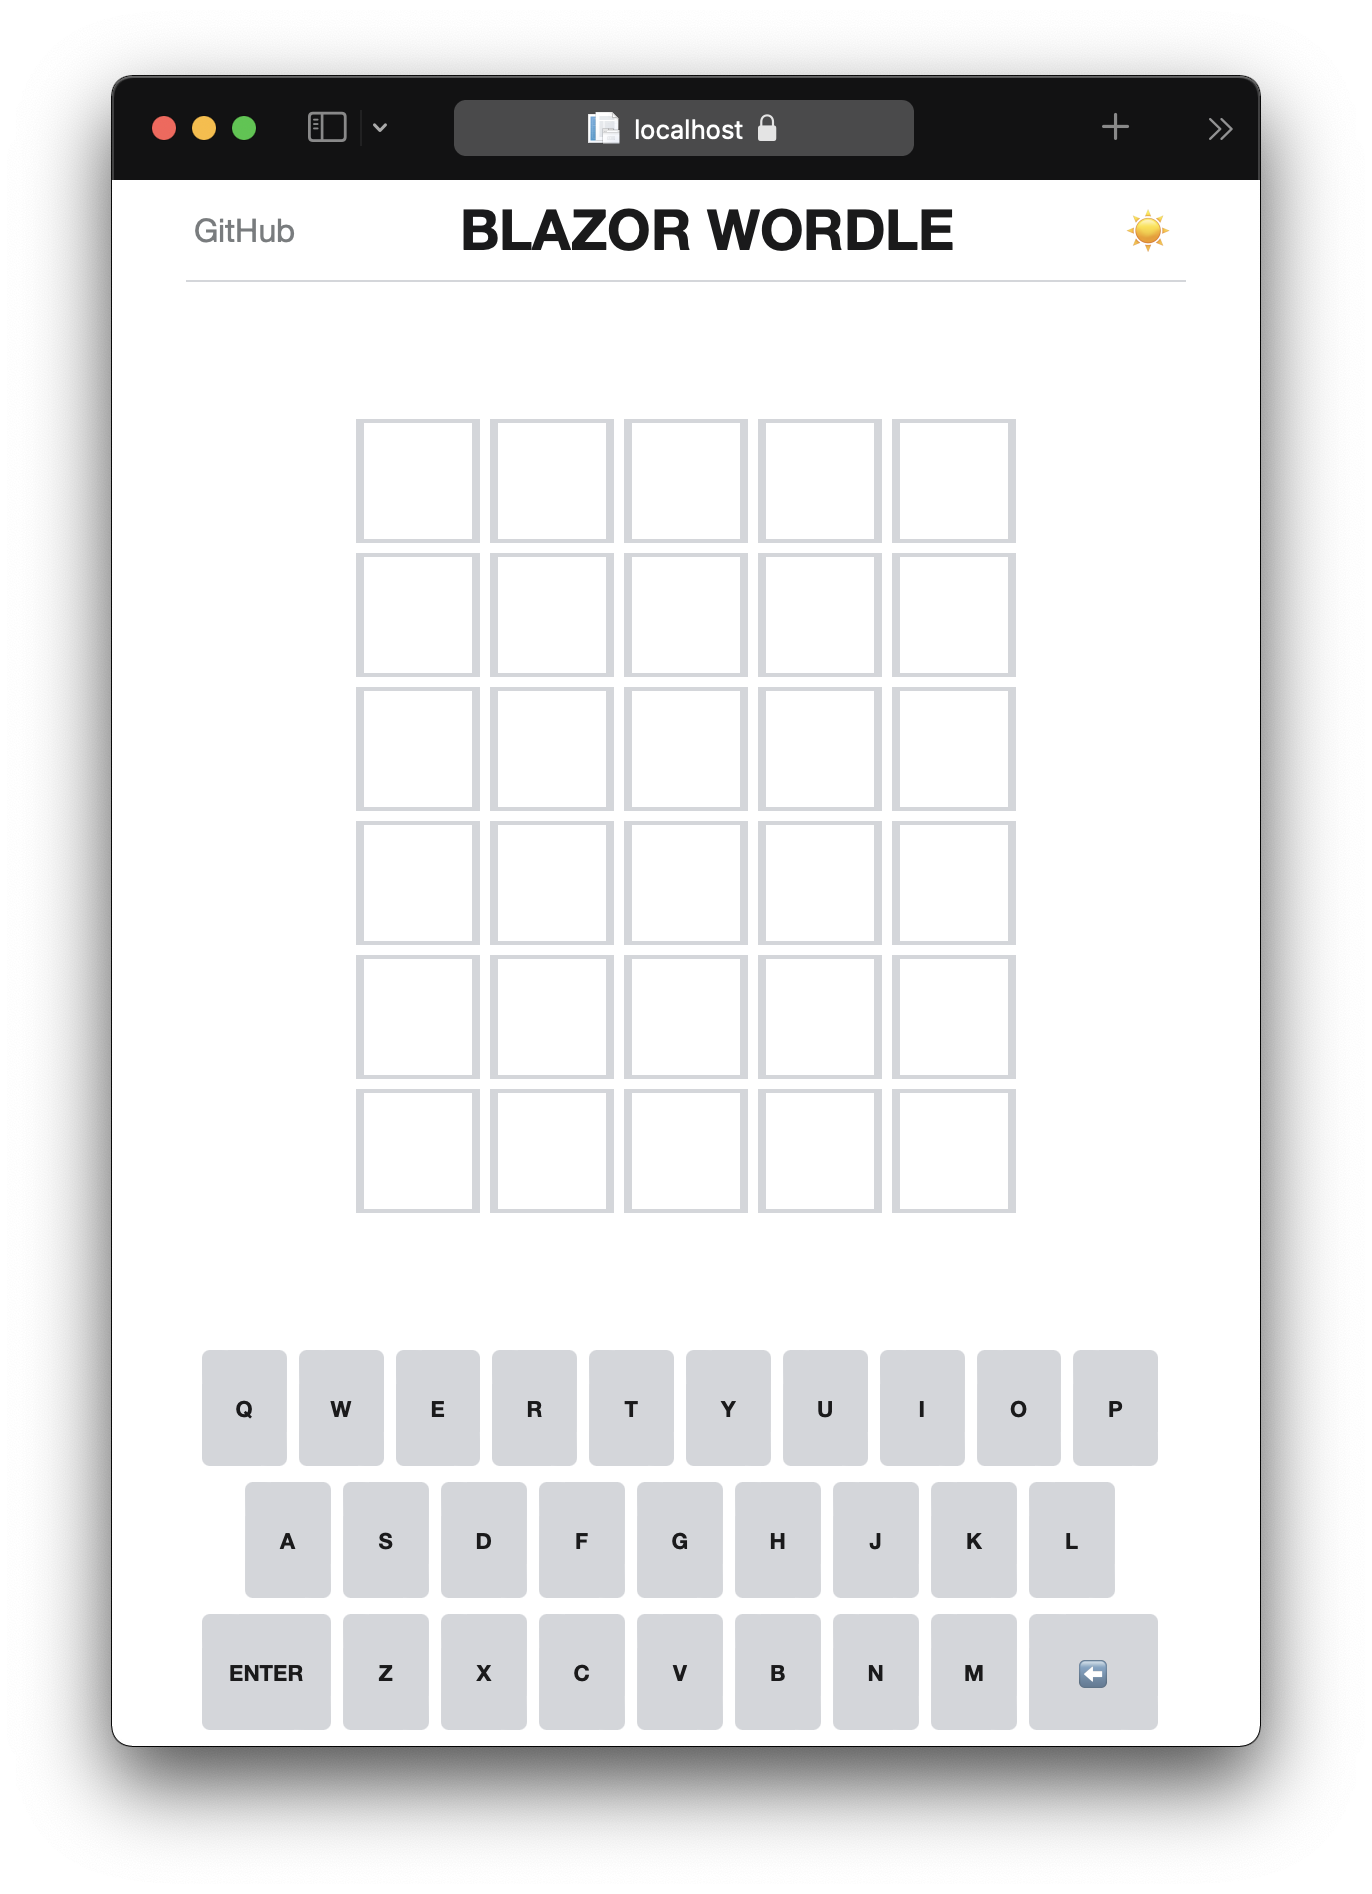 localhost
GitHub BLAZOR WORDLE
Q W E R T Y U I O P
A S D F G H J K L
ENTER Z X C V B N M